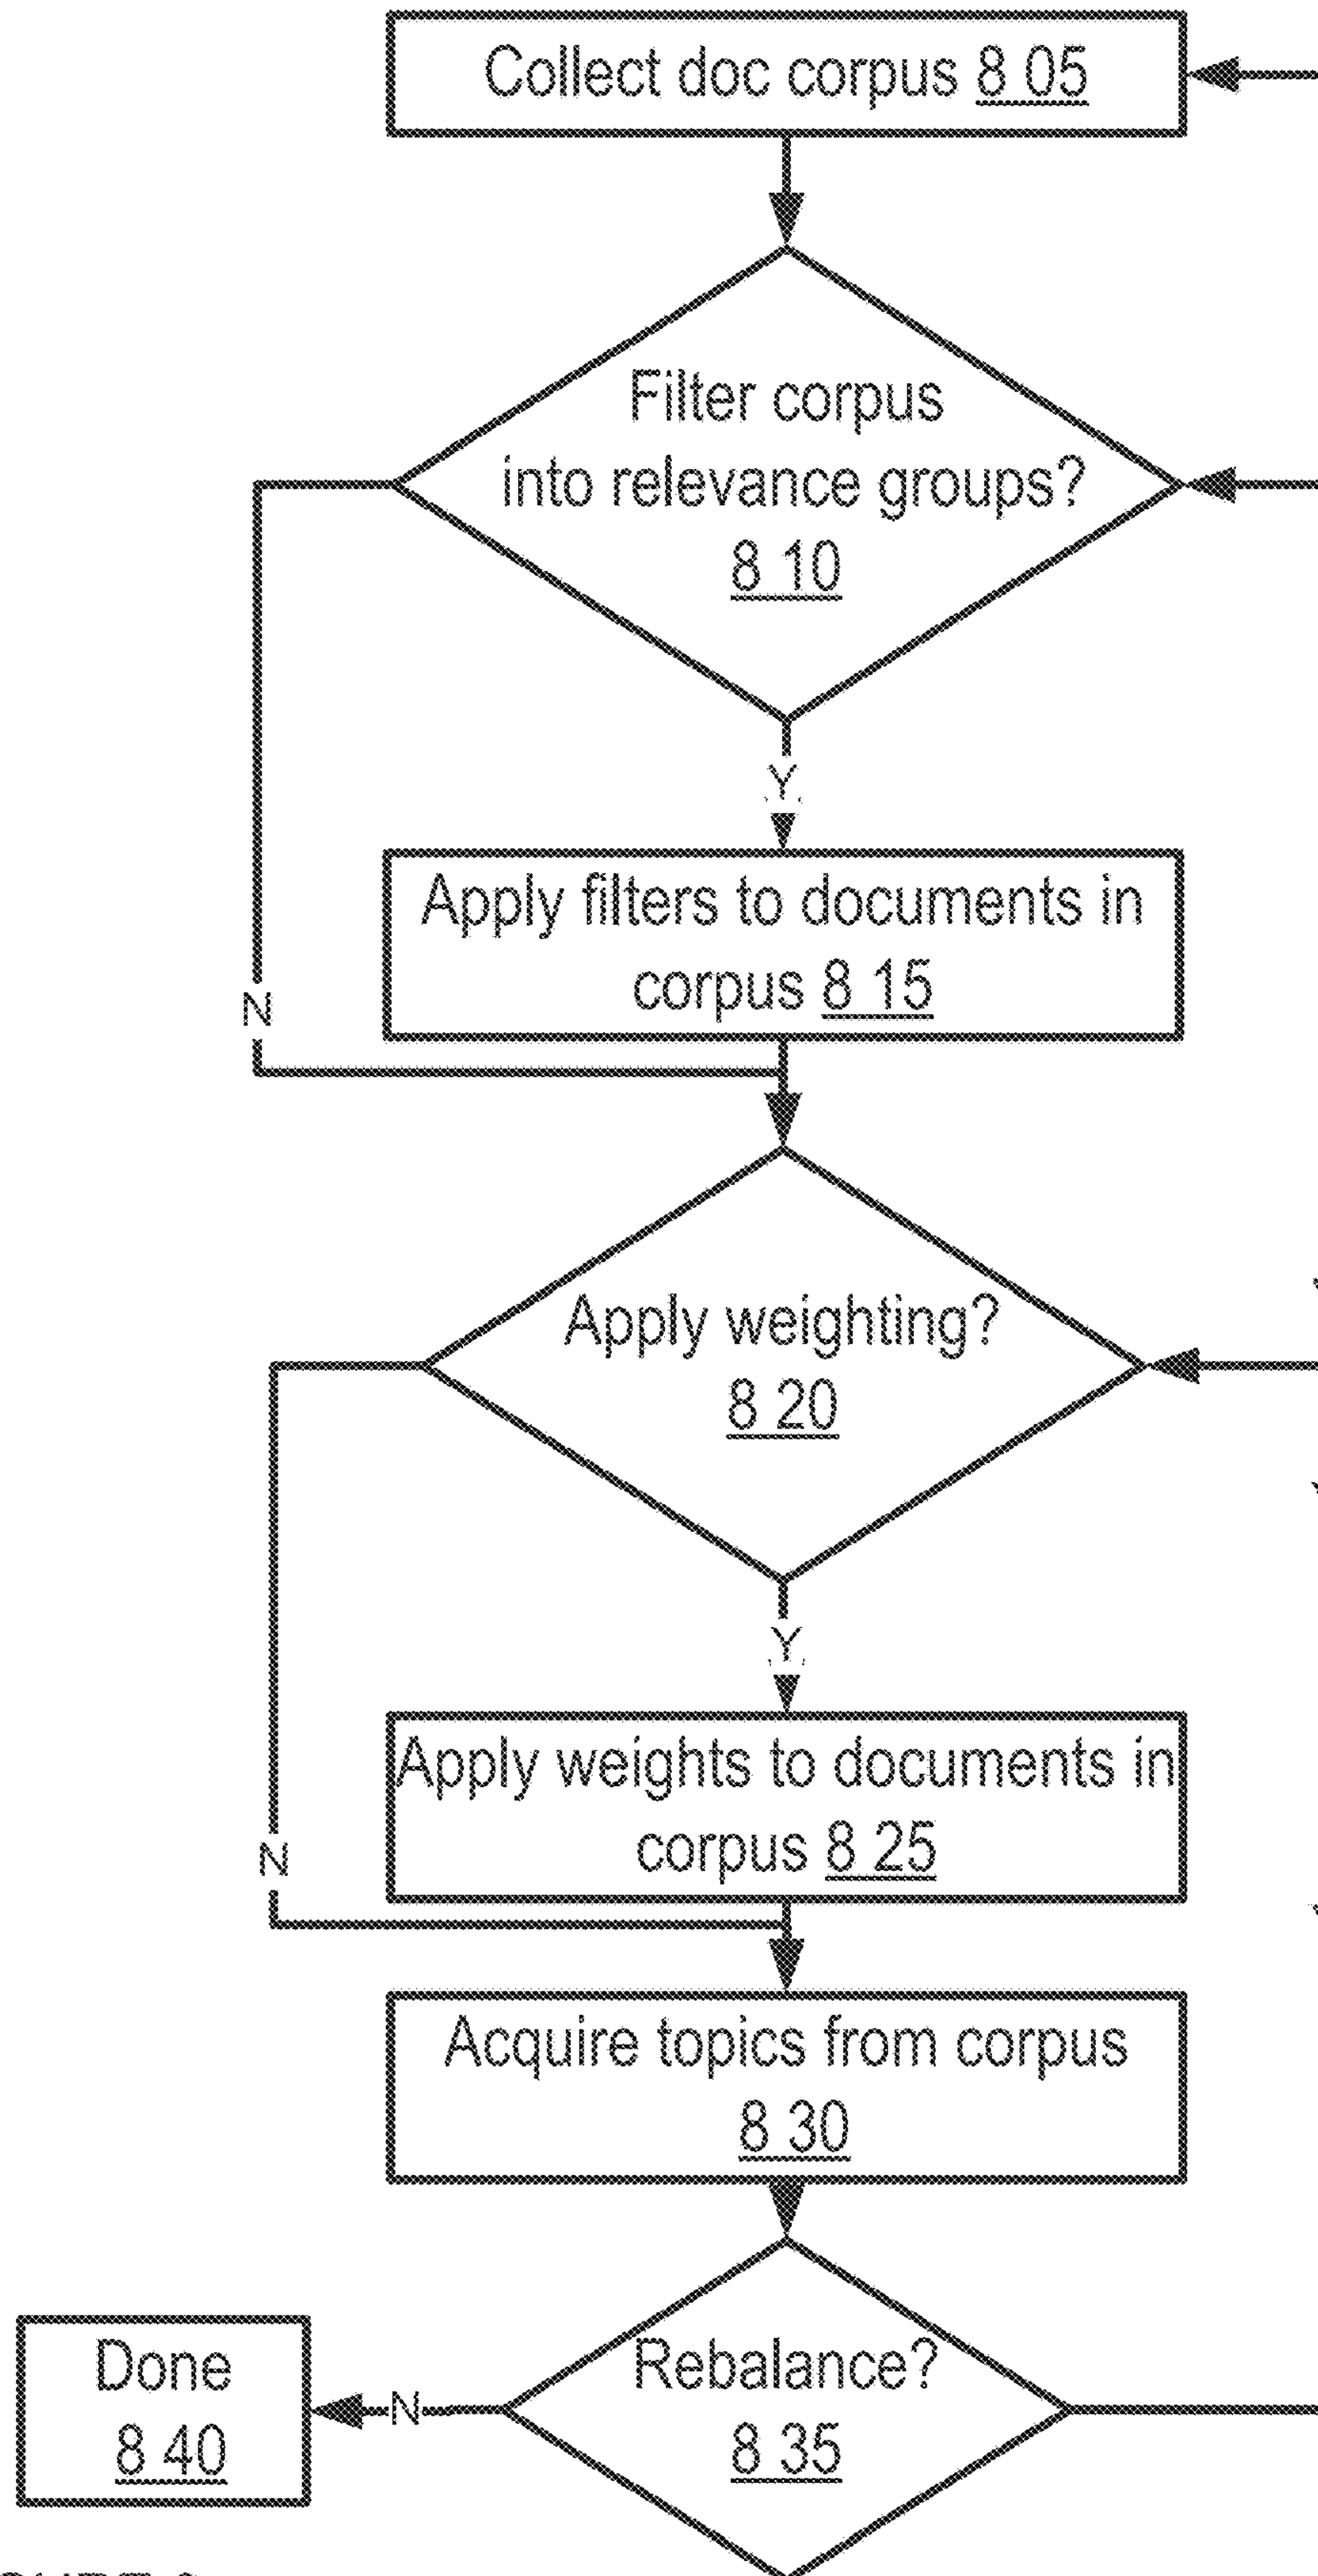 Collect doc corpus 8 05
Filter corpus
into relevance groups?
8 10
Y
Apply filters to documents in
corpus 8 15
N
Apply weighting?
8 20
Y
Apply weights to documents in
corpus 8 25
N
Acquire topics from corpus
8 30
Rebalance?
8 35
N
Done
8 40